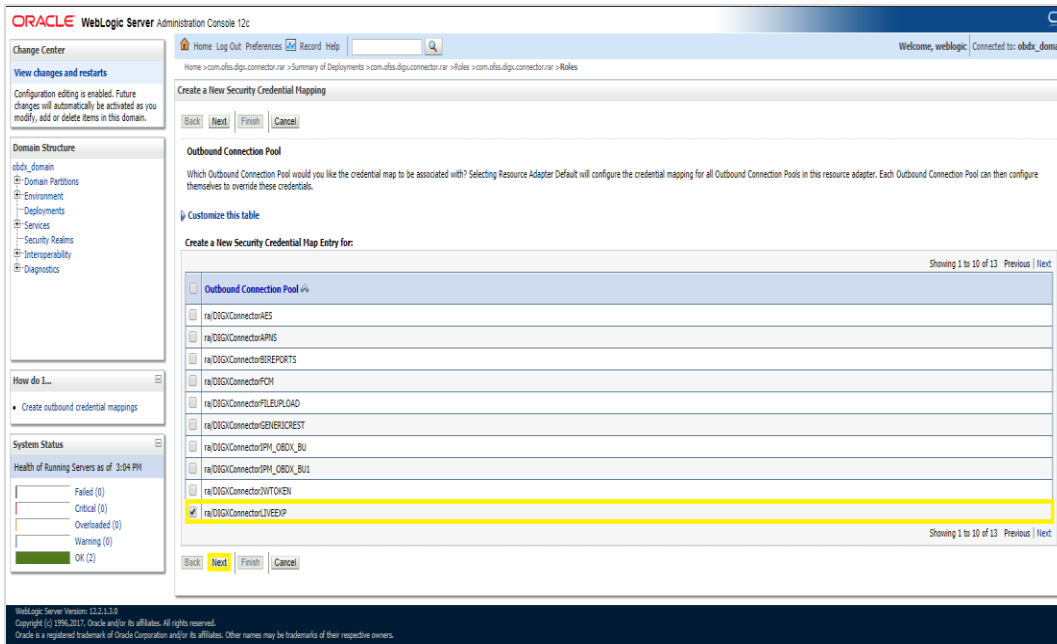 ORACLE WebLogic Server Administration Console 12c
Change Center
View changes and restarts
Configuration editing is enabled. Future
changes will automatically be activated as you
modify, add or delete items in this domain.
Domain Structure
obdx_domain
Domain Partitions
Environment
Deployments
Services
Security Realms
Interoperability
Diagnostics
How do I...
Create outbound credential mappings
System Status
Health of Running Servers as of 3:04 PM
Failed (0)
Critical (0)
Overloaded (0)
Warning (0)
OK (2)
Home Log Out Preferences Record Help
Welcome, weblogic Connected to: obdx_doma
Home >com.ofss.digx.connector.rar >Summary of Deployments >com.ofss.digx.connector.rar >Roles >com.ofss.digx.connector.rar >Roles
Create a New Security Credential Mapping
Back Next Finish Cancel
Outbound Connection Pool
Which Outbound Connection Pool would you like the credential map to be associated with? Selecting Resource Adapter Default will configure the credential mapping for all Outbound Connection Pools in this resource adapter. Each Outbound Connection Pool can then configure
themselves to override these credentials.
Customize this table
Create a New Security Credential Map Entry for:
Showing 1 to 10 of 13 Previous | Next
Outbound Connection Pool
ra/DIGXConnectorAES
ra/DIGXConnectorAPNS
ra/DIGXConnectorBIREPORTS
ra/DIGXConnectorFCM
ra/DIGXConnectorFILEUPLOAD
ra/DIGXConnectorGENERICREST
ra/DIGXConnectorIPM_OBDX_BU
ra/DIGXConnectorIPM_OBDX_BU1
ra/DIGXConnectorJWTOKEN
ra/DIGXConnectorLIVEEXP
Showing 1 to 10 of 13 Previous | Next
Back Next Finish Cancel
WebLogic Server Version: 12.2.1.3.0
Copyright (c) 1996,2017, Oracle and/or its affiliates. All rights reserved.
Oracle is a registered trademark of Oracle Corporation and/or its affiliates. Other names may be trademarks of their respective owners.